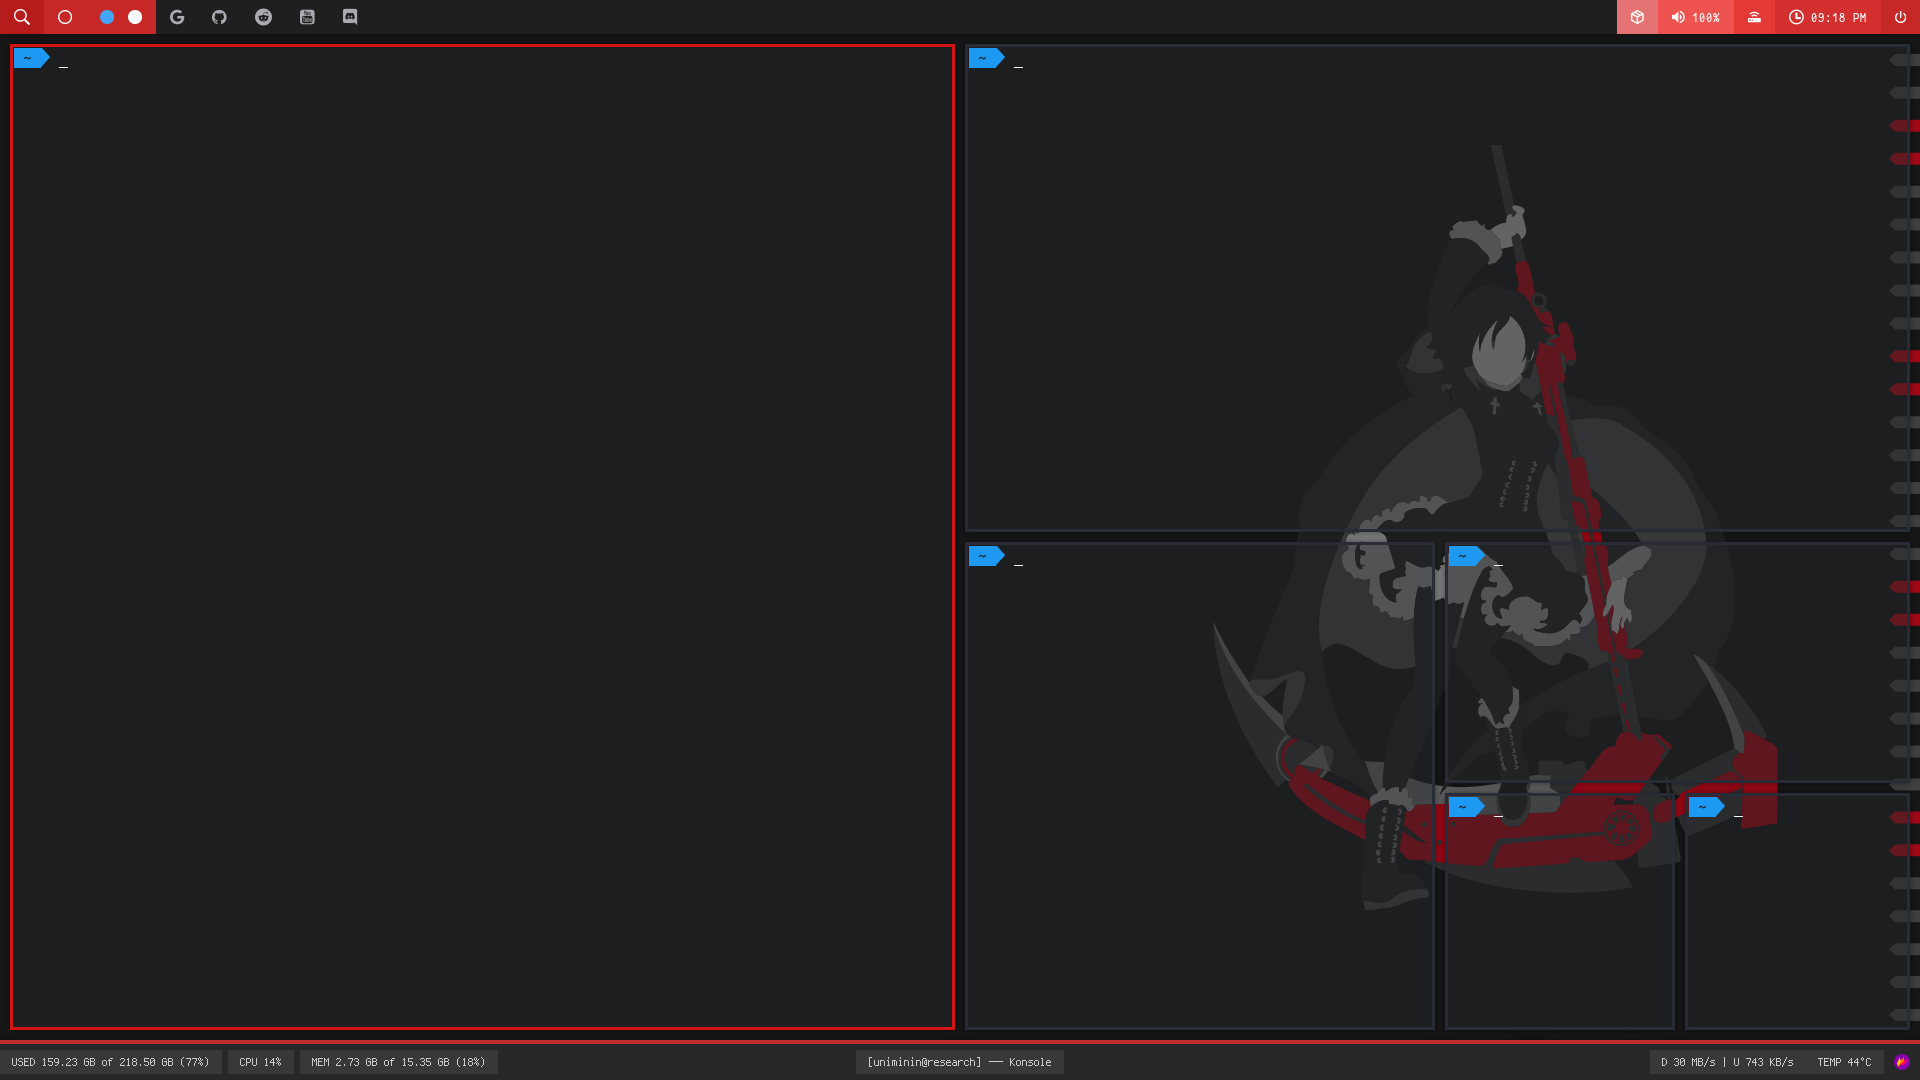 100%
09:18 PM
~ _
~ _
~ _
~ _
~ _
~ _
USED 159.23 GB of 218.50 GB (77%)
CPU 14%
MEM 2.73 GB of 15.35 GB (18%)
[uniminin@research] ── Konsole
D 30 MB/s | U 743 KB/s
TEMP 44°C